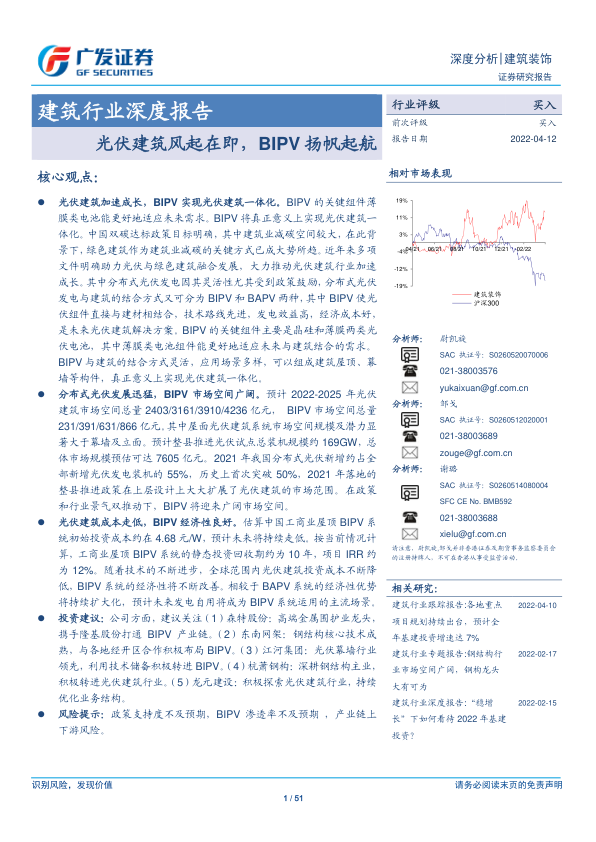 广发证券
GF SECURITIES
深度分析|建筑装饰
证券研究报告
建筑行业深度报告
光伏建筑风起在即，BIPV 扬帆起航
核心观点：
● 光伏建筑加速成长，BIPV 实现光伏建筑一体化。BIPV 的关键组件薄
膜类电池能更好地适应未来需求。BIPV 将真正意义上实现光伏建筑一
体化。中国双碳达标政策目标明确，其中建筑业减碳空间较大，在此背
景下，绿色建筑作为建筑业减碳的关键方式已成大势所趋。近年来多项
文件明确助力光伏与绿色建筑融合发展，大力推动光伏建筑行业加速
成长。其中分布式光伏发电因其灵活性尤其受到政策鼓励，分布式光伏
发电与建筑的结合方式又可分为 BIPV 和 BAPV 两种，其中 BIPV 使光
伏组件直接与建材相结合，技术路线先进，发电效益高，经济成本好，
是未来光伏建筑解决方案。BIPV 的关键组件主要是晶硅和薄膜两类光
伏电池，其中薄膜类电池组件能更好地适应未来与建筑结合的需求。
BIPV 与建筑的结合方式灵活，应用场景多样，可以组成建筑屋顶、幕
墙等构件，真正意义上实现光伏建筑一体化。
● 分布式光伏发展迅猛，BIPV 市场空间广阔。预计 2022-2025 年光伏
建筑市场空间总量 2403/3161/3910/4236 亿元， BIPV 市场空间总量
231/391/631/866 亿元，其中屋面光伏建筑系统市场空间规模及潜力显
著大于幕墙及立面。预计整县推进光伏试点总装机规模约 169GW，总
体市场规模预估可达 7605 亿元。2021 年我国分布式光伏新增约占全
部新增光伏发电装机的 55%，历史上首次突破 50%，2021 年落地的
整县推进政策在上层设计上大大扩展了光伏建筑的市场范围。在政策
和行业景气双推动下，BIPV 将迎来广阔市场空间。
● 光伏建筑成本走低，BIPV 经济性良好。估算中国工商业屋顶 BIPV 系
统初始投资成本约在 4.68 元/W，预计未来将持续走低。按当前情况计
算，工商业屋顶 BIPV 系统的静态投资回收期约为 10 年，项目 IRR 约
为 12%。随着技术的不断进步，全球范围内光伏建筑投资成本不断降
低，BIPV 系统的经济性将不断改善。相较于 BAPV 系统的经济性优势
将持续扩大化，预计未来发电自用将成为 BIPV 系统运用的主流场景。
● 投资建议：公司方面，建议关注（1）森特股份：高端金属围护业龙头，
携手隆基股份打通 BIPV 产业链。（2）东南网架：钢结构核心技术成
熟，与各地经开区合作积极布局 BIPV。（3）江河集团：光伏幕墙行业
领先，利用技术储备积极转进 BIPV。（4）杭萧钢构：深耕钢结构主业，
积极转进光伏建筑行业。（5）龙元建设：积极探索光伏建筑行业，持续
优化业务结构。
● 风险提示：政策支持度不及预期，BIPV 渗透率不及预期 ，产业链上
下游风险。
行业评级 买入
前次评级 买入
报告日期 2022-04-12
相对市场表现
19%
11%
3%
-4%
-12%
-19%
04/21 06/21 08/21 10/21 12/21 02/22
建筑装饰
沪深300
分析师： 尉凯旋
SAC 执证号：S0260520070006
021-38003576
yukaixuan@gf.com.cn
分析师： 邹戈
SAC 执证号：S0260512020001
021-38003689
zouge@gf.com.cn
分析师： 谢璐
SAC 执证号：S0260514080004
SFC CE No. BMB592
021-38003688
xielu@gf.com.cn
请注意，尉凯旋,邹戈并非香港证券及期货事务监察委员会
的注册持牌人，不可在香港从事受监管活动。
相关研究：
建筑行业跟踪报告:各地重点 2022-04-10
项目规划持续出台，预计全
年基建投资增速达 7%
建筑行业专题报告:钢结构行 2022-02-17
业市场空间广阔，钢构龙头
大有可为
建筑行业深度报告:“稳增 2022-02-15
长”下如何看待 2022 年基建
投资？
识别风险，发现价值
请务必阅读末页的免责声明
1 / 51